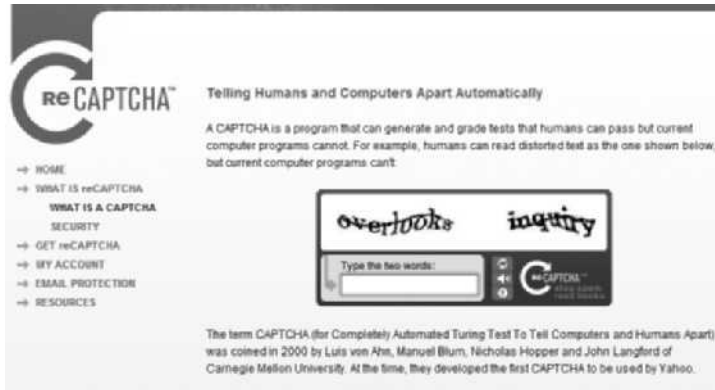 ReCAPTCHA™
Telling Humans and Computers Apart Automatically
A CAPTCHA is a program that can generate and grade tests that humans can pass but current
computer programs cannot. For example, humans can read distorted text as the one shown below,
but current computer programs can't:
HOME
WHAT IS reCAPTCHA
WHAT IS A CAPTCHA
SECURITY
GET reCAPTCHA
MY ACCOUNT
EMAIL PROTECTION
RESOURCES
overlooks inquiry
Type the two words:
reCAPTCHA™
stop spam.
read books.
The term CAPTCHA (for Completely Automated Turing Test To Tell Computers and Humans Apart)
was coined in 2000 by Luis von Ahn, Manuel Blum, Nicholas Hopper and John Langford of
Carnegie Mellon University. At the time, they developed the first CAPTCHA to be used by Yahoo.